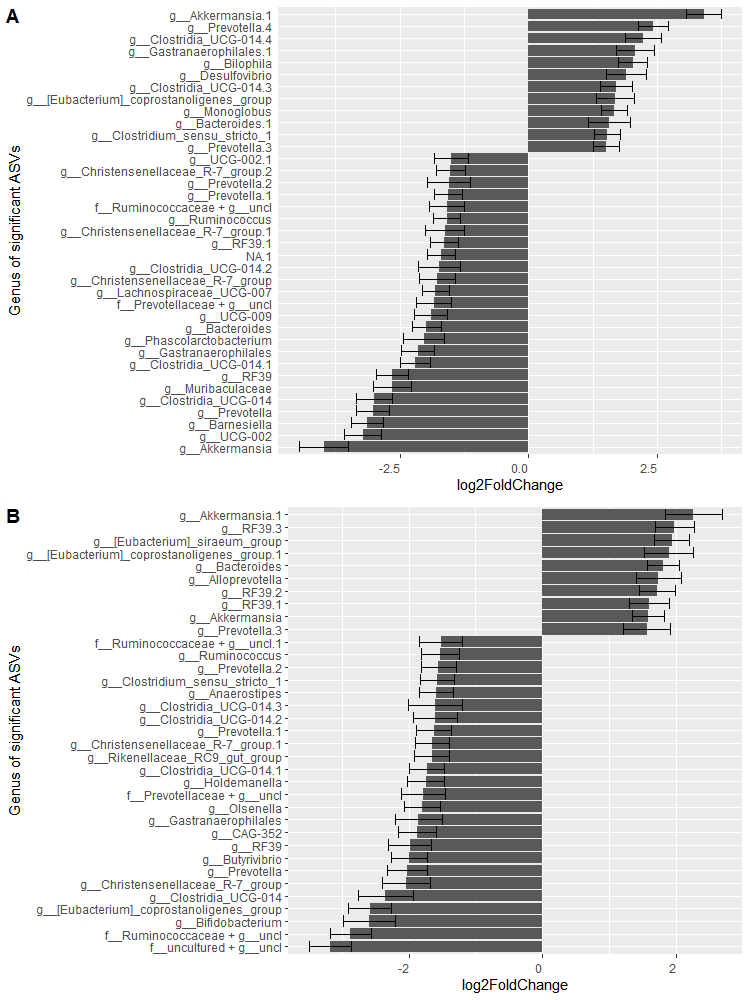 A
g__Akkermansia.1
g__Prevotella.4
g__Clostridia_UCG-014.4
g__Gastranaerophilales.1
g__Bilophila
g__Desulfovibrio
g__Clostridia_UCG-014.3
g__[Eubacterium]_coprostanoligenes_group
g__Monoglobus
g__Bacteroides.1
g__Clostridium_sensu_stricto_1
g__Prevotella.3
g__UCG-002.1
g__Christensenellaceae_R-7_group.2
g__Prevotella.2
g__Prevotella.1
f__Ruminococcaceae + g__uncl
g__Ruminococcus
g__Christensenellaceae_R-7_group.1
g__RF39.1
NA.1
g__Clostridia_UCG-014.2
g__Christensenellaceae_R-7_group
g__Lachnospiraceae_UCG-007
f__Prevotellaceae + g__uncl
g__UCG-009
g__Bacteroides
g__Phascolarctobacterium
g__Gastranaerophilales
g__Clostridia_UCG-014.1
g__RF39
g__Muribaculaceae
g__Clostridia_UCG-014
g__Prevotella
g__Barnesiella
g__UCG-002
g__Akkermansia
Genus of significant ASVs
-2.5 0.0 2.5
log2FoldChange
B
g__Akkermansia.1
g__RF39.3
g__[Eubacterium]_siraeum_group
g__[Eubacterium]_coprostanoligenes_group.1
g__Bacteroides
g__Alloprevotella
g__RF39.2
g__RF39.1
g__Akkermansia
g__Prevotella.3
f__Ruminococcaceae + g__uncl.1
g__Ruminococcus
g__Prevotella.2
g__Clostridium_sensu_stricto_1
g__Anaerostipes
g__Clostridia_UCG-014.3
g__Clostridia_UCG-014.2
g__Prevotella.1
g__Christensenellaceae_R-7_group.1
g__Rikenellaceae_RC9_gut_group
g__Clostridia_UCG-014.1
g__Holdemanella
f__Prevotellaceae + g__uncl
g__Olsenella
g__Gastranaerophilales
g__CAG-352
g__RF39
g__Butyrivibrio
g__Prevotella
g__Christensenellaceae_R-7_group
g__Clostridia_UCG-014
g__[Eubacterium]_coprostanoligenes_group
g__Bifidobacterium
f__Ruminococcaceae + g__uncl
f__uncultured + g__uncl
Genus of significant ASVs
-2 0 2
log2FoldChange